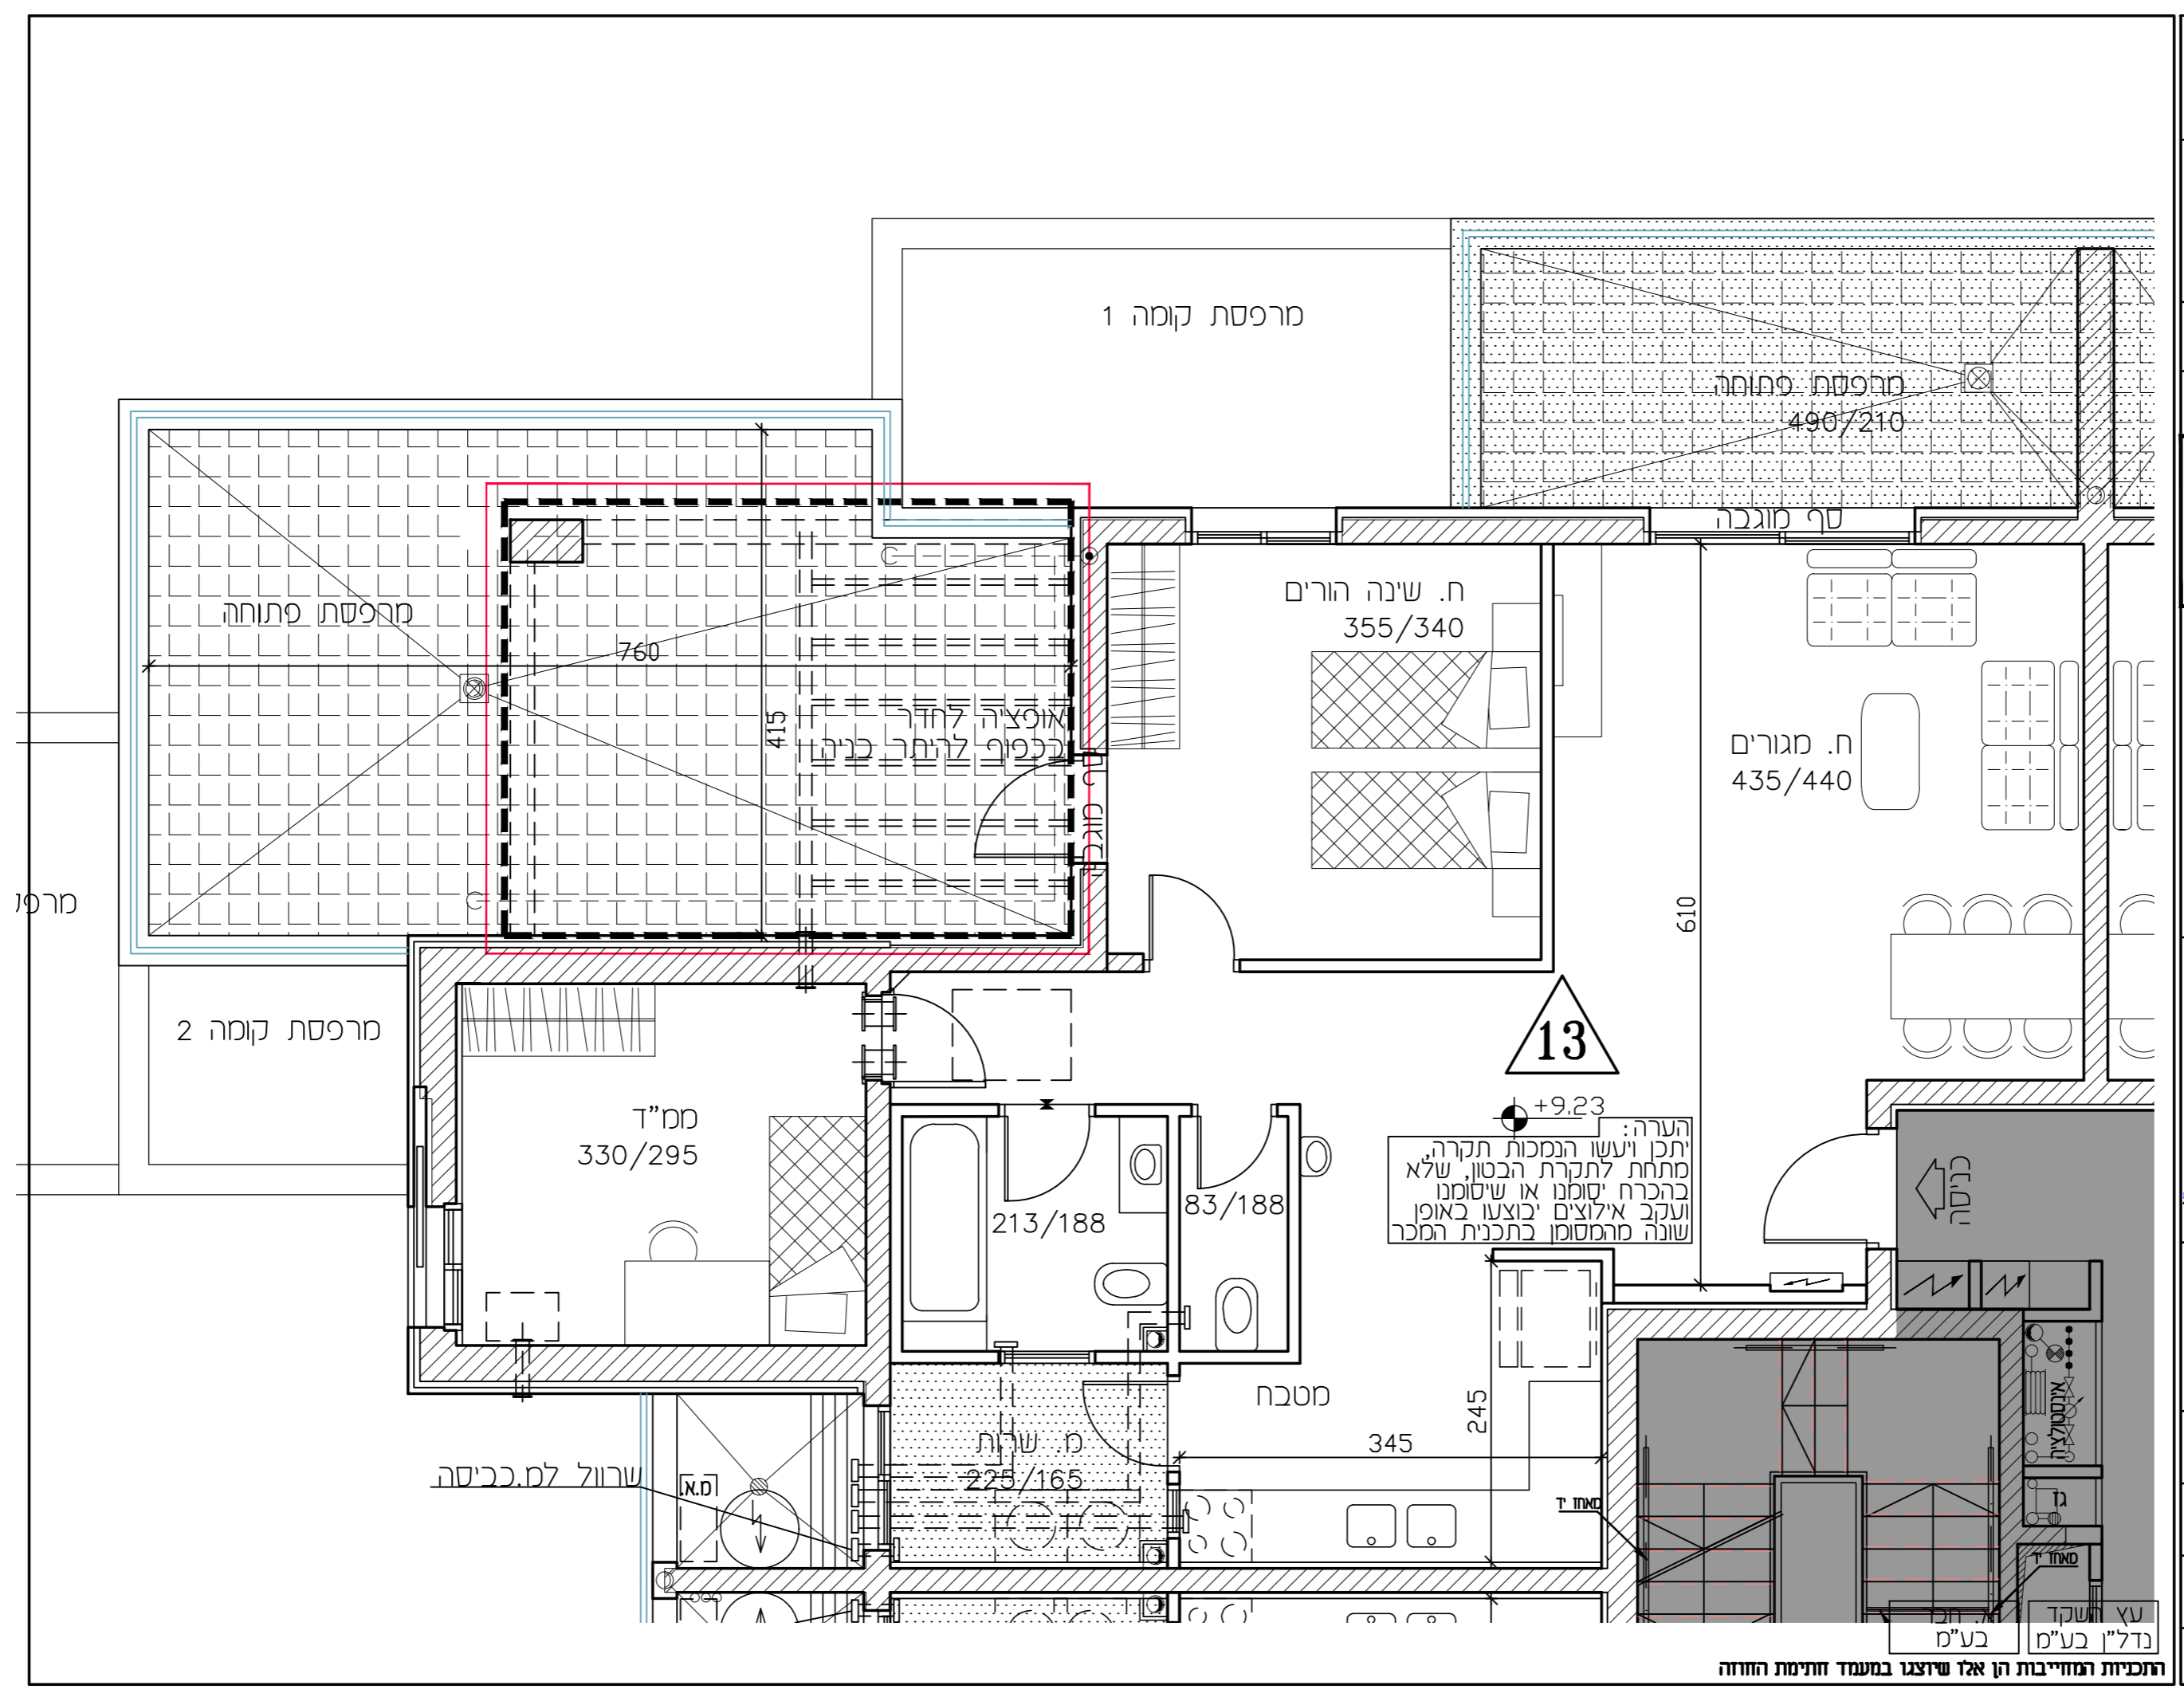 מרפסת קומה 1
מרפסת פתוחה
490/210
סף מוגבה
מרפסת פתוחה
760
415
אופציה לחדר
בכפוף להיתר בניה
סף מוגבה
ח. שינה הורים
355/340
ח. מגורים
435/440
610
מרפסת קומה 2
ממ"ד
330/295
13
+9.23
הערה:
יתכן ויעשו הנמכות תקרה,
מתחת לתקרת הבטון, שלא
בהכרח יסומנו או שיסומנו
ועקב אילוצים יבוצעו באופן
שונה מהמסומן בתכנית המכר
כניסה
213/188
83/188
מטבח
245
345
מ. שרות
225/165
שרוול למ.כביסה
מ.א.
מאחז יד
אינסטלציה
גז
מאחז יד
בע"מ
עץ השקד
נדל"ן בע"מ
התכניות המחייבות הן אלו שיוצגו במעמד חתימת החוזה